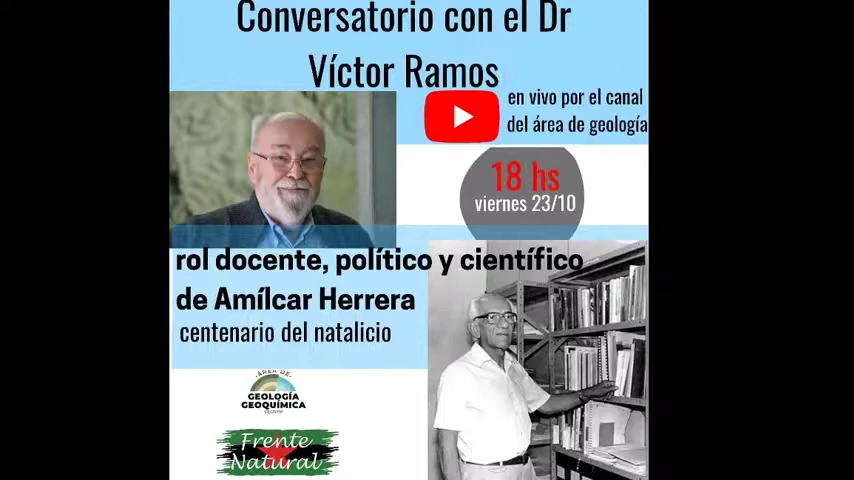 Conversatorio con el Dr
Víctor Ramos
en vivo por el canal
del área de geología
18 hs
viernes 23/10
rol docente, político y científico
de Amílcar Herrera
centenario del natalicio
ÁREA DE
GEOLOGÍA
GEOQUÍMICA
Frente
Natural